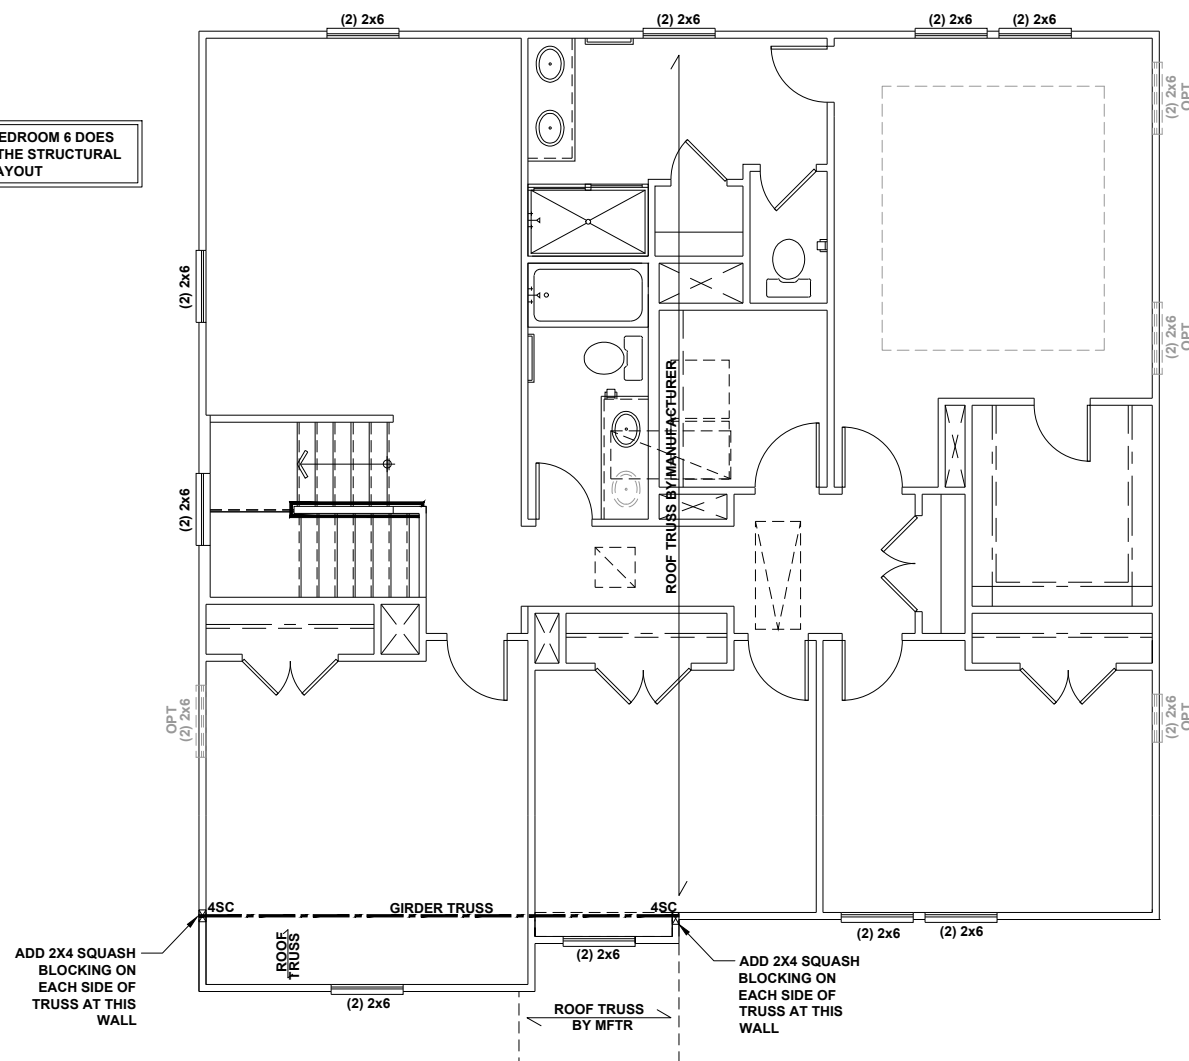 (2) 2x6
(2) 2x6
(2) 2x6
(2) 2x6
(2) 2x6
OPT
EDROOM 6 DOES
THE STRUCTURAL
AYOUT
(2) 2x6
(2) 2x6
OPT
ROOF TRUSS BY MANUFACTURER
(2) 2x6
OPT
(2) 2x6
(2) 2x6
OPT
4SC
GIRDER TRUSS
4SC
ROOF
TRUSS
(2) 2x6
(2) 2x6
(2) 2x6
(2) 2x6
ADD 2X4 SQUASH
BLOCKING ON
EACH SIDE OF
TRUSS AT THIS
WALL
ADD 2X4 SQUASH
BLOCKING ON
EACH SIDE OF
TRUSS AT THIS
WALL
ROOF TRUSS
BY MFTR